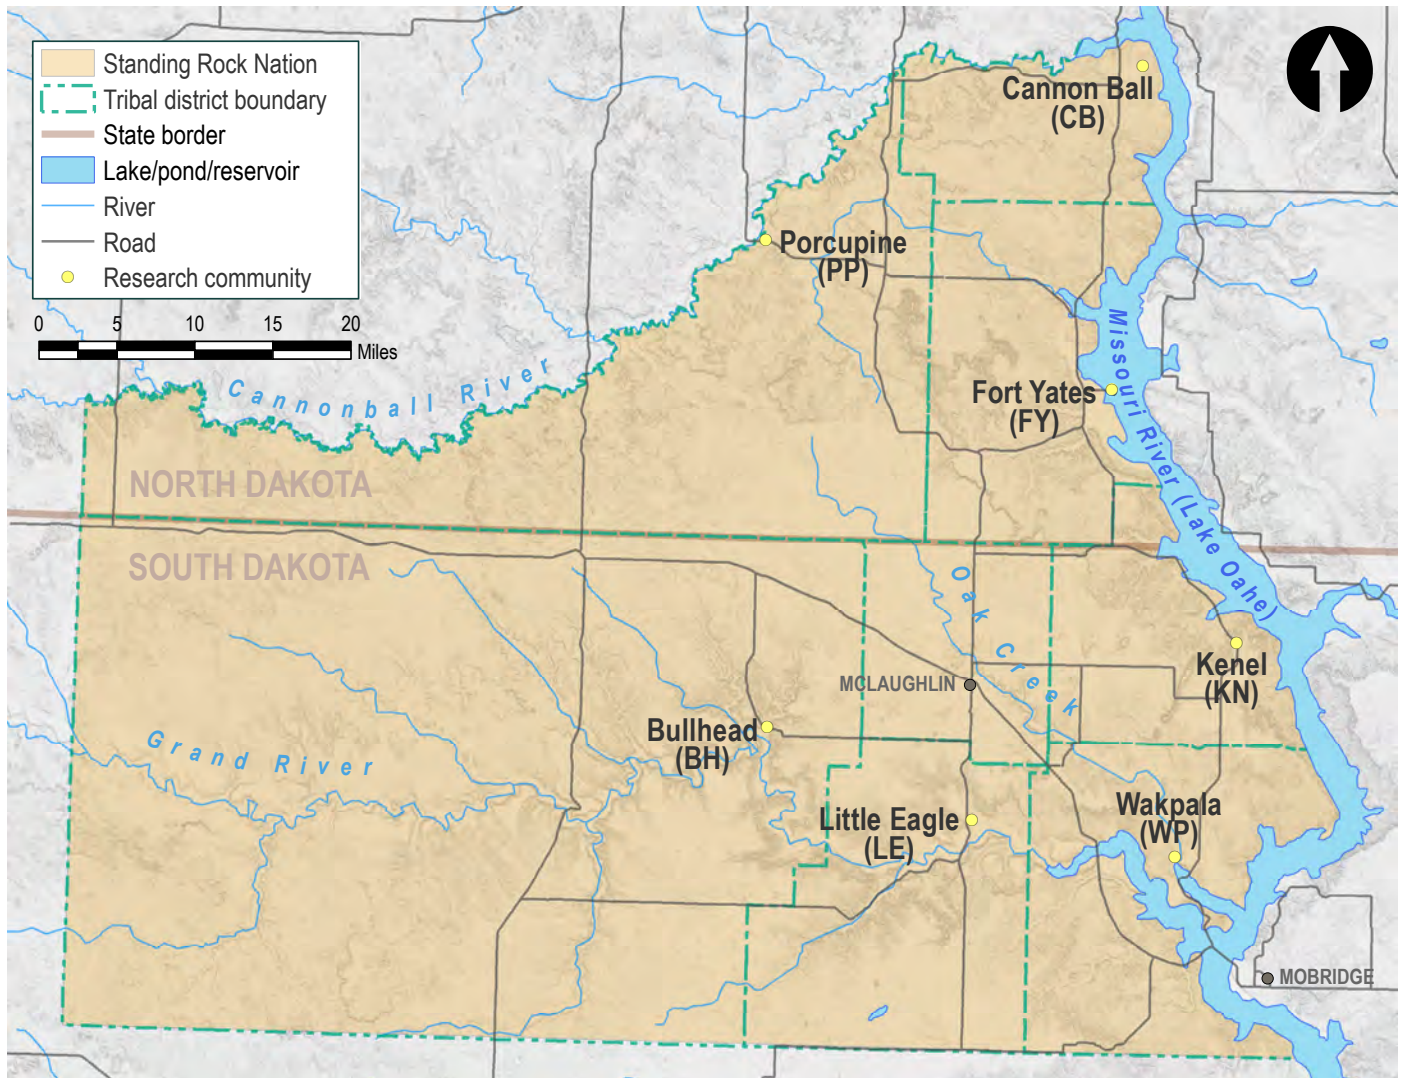 Standing Rock Nation
Tribal district boundary
State border
Lake/pond/reservoir
River
Road
Research community
0 5 10 15 20
Miles
Cannon Ball
(CB)
Porcupine
(PP)
Cannonball River
Fort Yates
(FY)
Missouri River (Lake Oahe)
NORTH DAKOTA
SOUTH DAKOTA
Oak Creek
Kenel
(KN)
MCLAUGHLIN
Bullhead
(BH)
Grand River
Little Eagle
(LE)
Wakpala
(WP)
MOBRIDGE